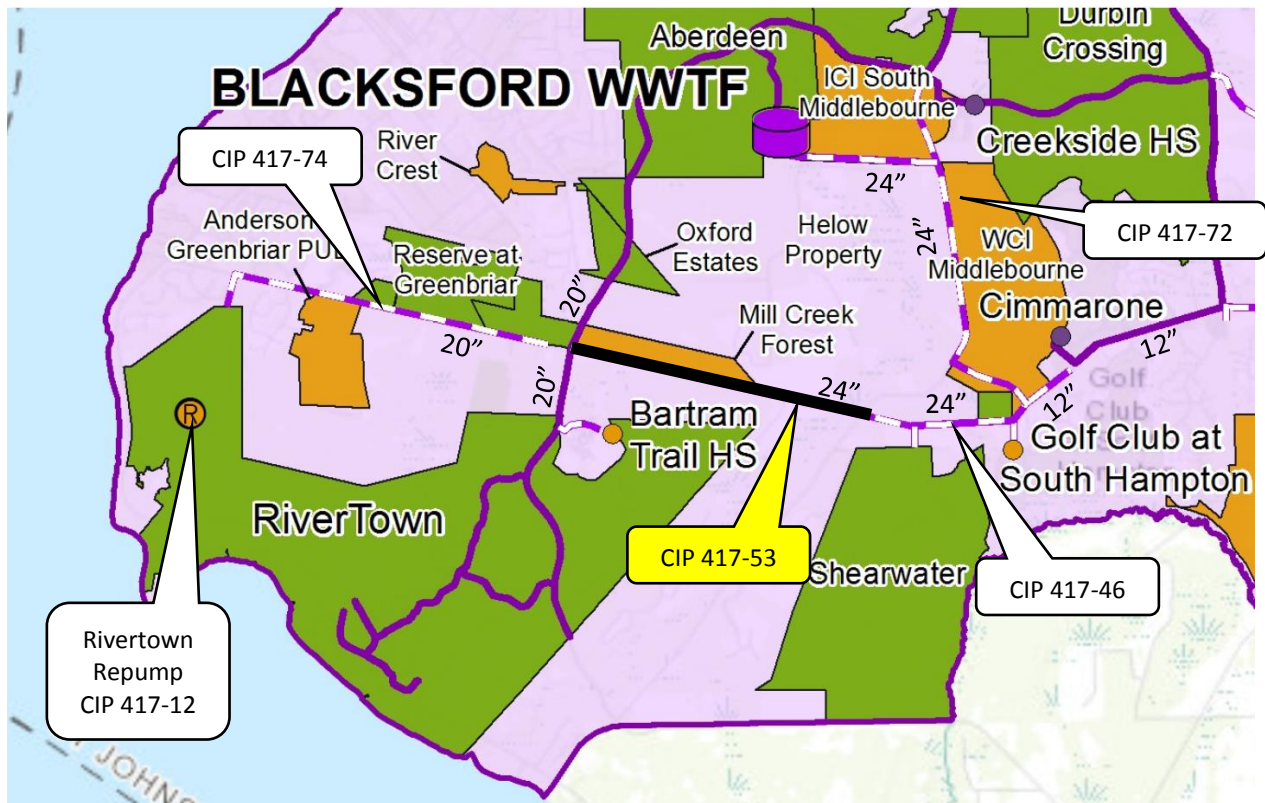 Aberdeen
Durbin
Crossing
BLACKSFORD WWTF
ICI South
Middlebourne
CIP 417-74
River
Crest
Creekside HS
24”
CIP 417-72
Anderson
Greenbriar PU
Reserve at
Greenbriar
Oxford
Estates
Helow
Property
24”
WCI
Middlebourne
Cimmarone
20”
20”
Mill Creek
Forest
12”
20”
24”
24”
12”
Golf
Club
Bartram
Trail HS
Golf Club at
South Hampton
R
RiverTown
CIP 417-53
Shearwater
CIP 417-46
Rivertown
Repump
CIP 417-12
JOHNS